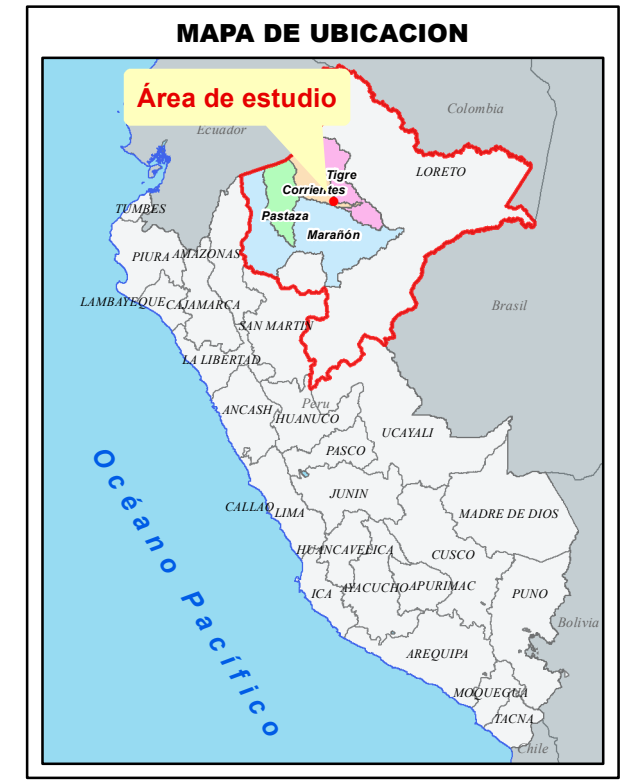 MAPA DE UBICACION
Área de estudio
Colombia
Ecuador
LORETO
Tigre
Corrientes
Pastaza
Marañón
TUMBES
PIURA
AMAZONAS
LAMBAYEQUE
CAJAMARCA
SAN MARTIN
Brasil
LA LIBERTAD
Peru
ANCASH
HUANUCO
UCAYALI
PASCO
Océano Pacífico
JUNIN
CALLAO
LIMA
MADRE DE DIOS
HUANCAVELICA
CUSCO
ICA
AYACUCHO
APURIMAC
PUNO
Bolivia
AREQUIPA
MOQUEGUA
TACNA
Chile